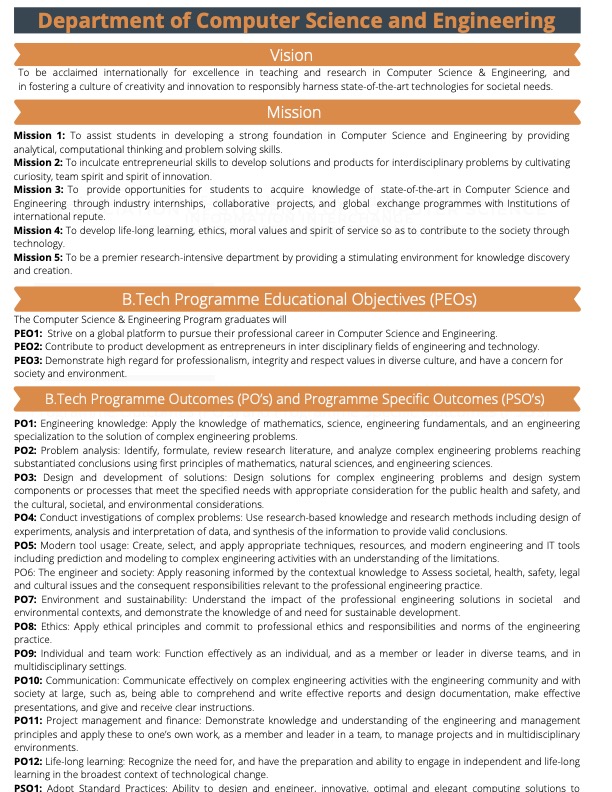 Department of Computer Science and Engineering
Vision
To be acclaimed internationally for excellence in teaching and research in Computer Science & Engineering, and
in fostering a culture of creativity and innovation to responsibly harness state-of-the-art technologies for societal needs.
Mission
Mission 1: To assist students in developing a strong foundation in Computer Science and Engineering by providing
analytical, computational thinking and problem solving skills.
Mission 2: To inculcate entrepreneurial skills to develop solutions and products for interdisciplinary problems by cultivating
curiosity, team spirit and spirit of innovation.
Mission 3: To provide opportunities for students to acquire knowledge of state-of-the-art in Computer Science and
Engineering through industry internships, collaborative projects, and global exchange programmes with Institutions of
international repute.
Mission 4: To develop life-long learning, ethics, moral values and spirit of service so as to contribute to the society through
technology.
Mission 5: To be a premier research-intensive department by providing a stimulating environment for knowledge discovery
and creation.
B.Tech Programme Educational Objectives (PEOs)
The Computer Science & Engineering Program graduates will
PEO1: Strive on a global platform to pursue their professional career in Computer Science and Engineering.
PEO2: Contribute to product development as entrepreneurs in inter disciplinary fields of engineering and technology.
PEO3: Demonstrate high regard for professionalism, integrity and respect values in diverse culture, and have a concern for
society and environment.
B.Tech Programme Outcomes (PO's) and Programme Specific Outcomes (PSO's)
PO1: Engineering knowledge: Apply the knowledge of mathematics, science, engineering fundamentals, and an engineering
specialization to the solution of complex engineering problems.
PO2: Problem analysis: Identify, formulate, review research literature, and analyze complex engineering problems reaching
substantiated conclusions using first principles of mathematics, natural sciences, and engineering sciences.
PO3: Design and development of solutions: Design solutions for complex engineering problems and design system
components or processes that meet the specified needs with appropriate consideration for the public health and safety, and
the cultural, societal, and environmental considerations.
PO4: Conduct investigations of complex problems: Use research-based knowledge and research methods including design of
experiments, analysis and interpretation of data, and synthesis of the information to provide valid conclusions.
PO5: Modern tool usage: Create, select, and apply appropriate techniques, resources, and modern engineering and IT tools
including prediction and modeling to complex engineering activities with an understanding of the limitations.
PO6: The engineer and society: Apply reasoning informed by the contextual knowledge to Assess societal, health, safety, legal
and cultural issues and the consequent responsibilities relevant to the professional engineering practice.
PO7: Environment and sustainability: Understand the impact of the professional engineering solutions in societal and
environmental contexts, and demonstrate the knowledge of and need for sustainable development.
PO8: Ethics: Apply ethical principles and commit to professional ethics and responsibilities and norms of the engineering
practice.
PO9: Individual and team work: Function effectively as an individual, and as a member or leader in diverse teams, and in
multidisciplinary settings.
PO10: Communication: Communicate effectively on complex engineering activities with the engineering community and with
society at large, such as, being able to comprehend and write effective reports and design documentation, make effective
presentations, and give and receive clear instructions.
PO11: Project management and finance: Demonstrate knowledge and understanding of the engineering and management
principles and apply these to one's own work, as a member and leader in a team, to manage projects and in multidisciplinary
environments.
PO12: Life-long learning: Recognize the need for, and have the preparation and ability to engage in independent and life-long
learning in the broadest context of technological change.
PSO1: Adopt Standard Practices: Ability to design and engineer, innovative, optimal and elegant computing solutions to